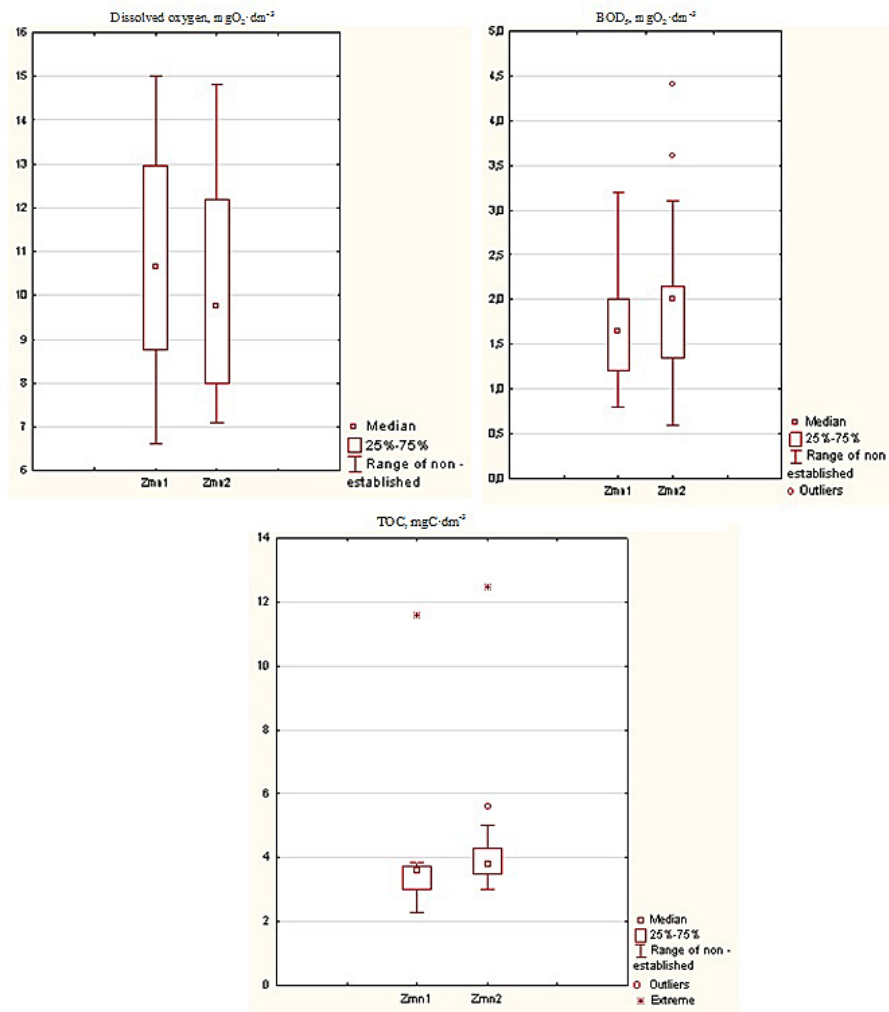 Dissolved oxygen, mgO₂·dm⁻³
16
15
14
13
12
11
10
9
8
7
6
Zmn1 Zmn2
Median
25%-75%
Range of non -
established
BOD₅, mgO₂·dm⁻³
5,0
4,5
4,0
3,5
3,0
2,5
2,0
1,5
1,0
0,5
0,0
Zmn1 Zmn2
Median
25%-75%
Range of non
established
Outliers
TOC, mgC·dm⁻³
14
12
10
8
6
4
2
0
Zmn1 Zmn2
Median
25%-75%
Range of non -
established
Outliers
Extreme